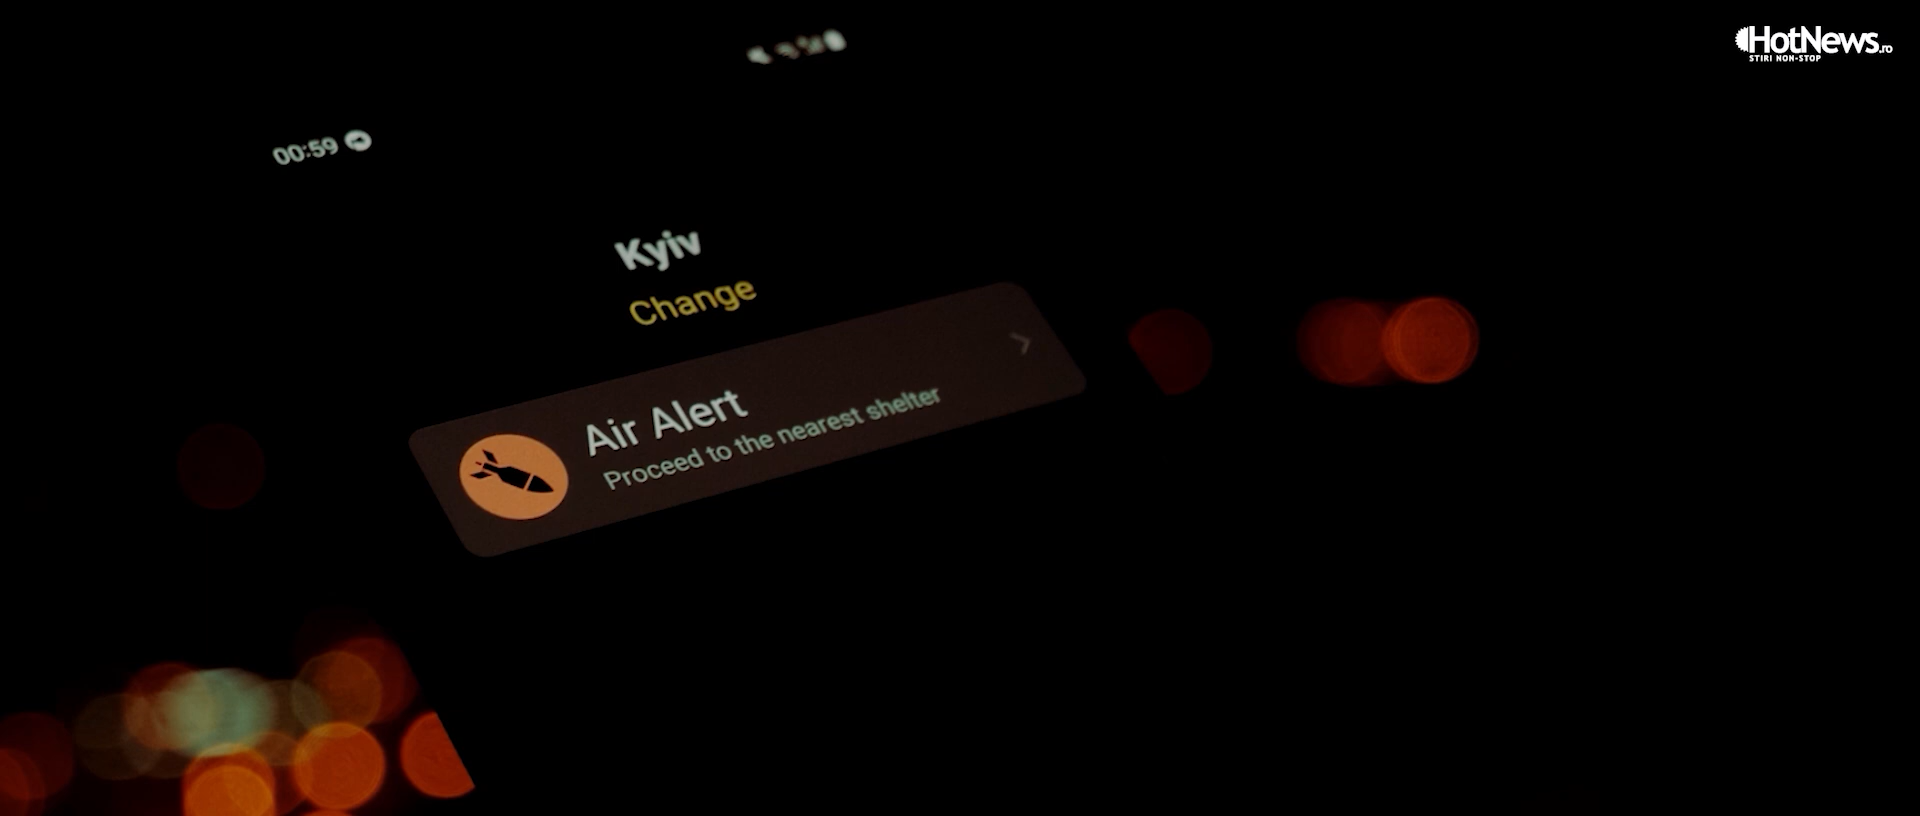 HotNews.ro
STIRI NON-STOP
00:59
Kyiv
Change
Air Alert
Proceed to the nearest shelter